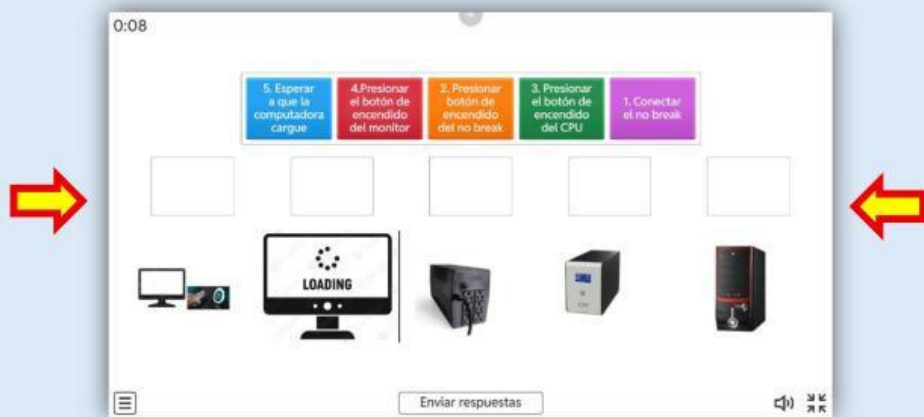 0:08
5. Esperar
a que la
computadora
cargue
4.Presionar
el botón de
encendido
del monitor
2. Presionar
botón de
encendido
del no break
3. Presionar
el botón de
encendido
del CPU
1. Conectar
el no break
LOADING
Enviar respuestas